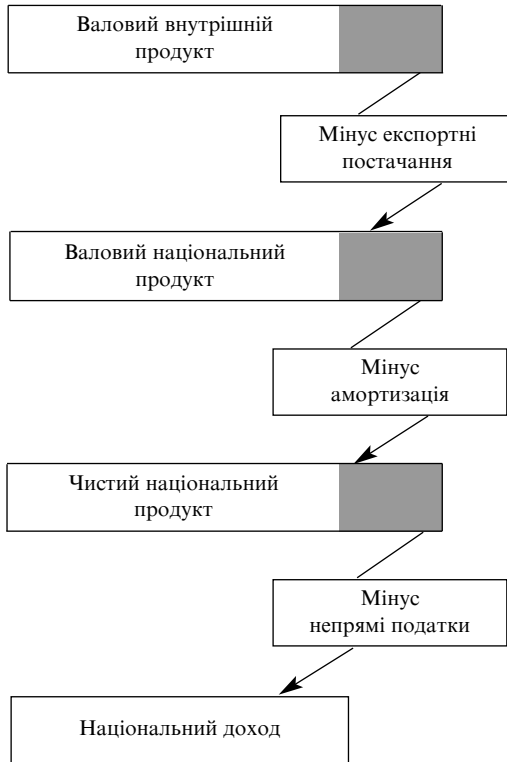 Валовий внутрішній
продукт
Мінус експортні
постачання
Валовий національний
продукт
Мінус
амортизація
Чистий національний
продукт
Мінус
непрямі податки
Національний доход